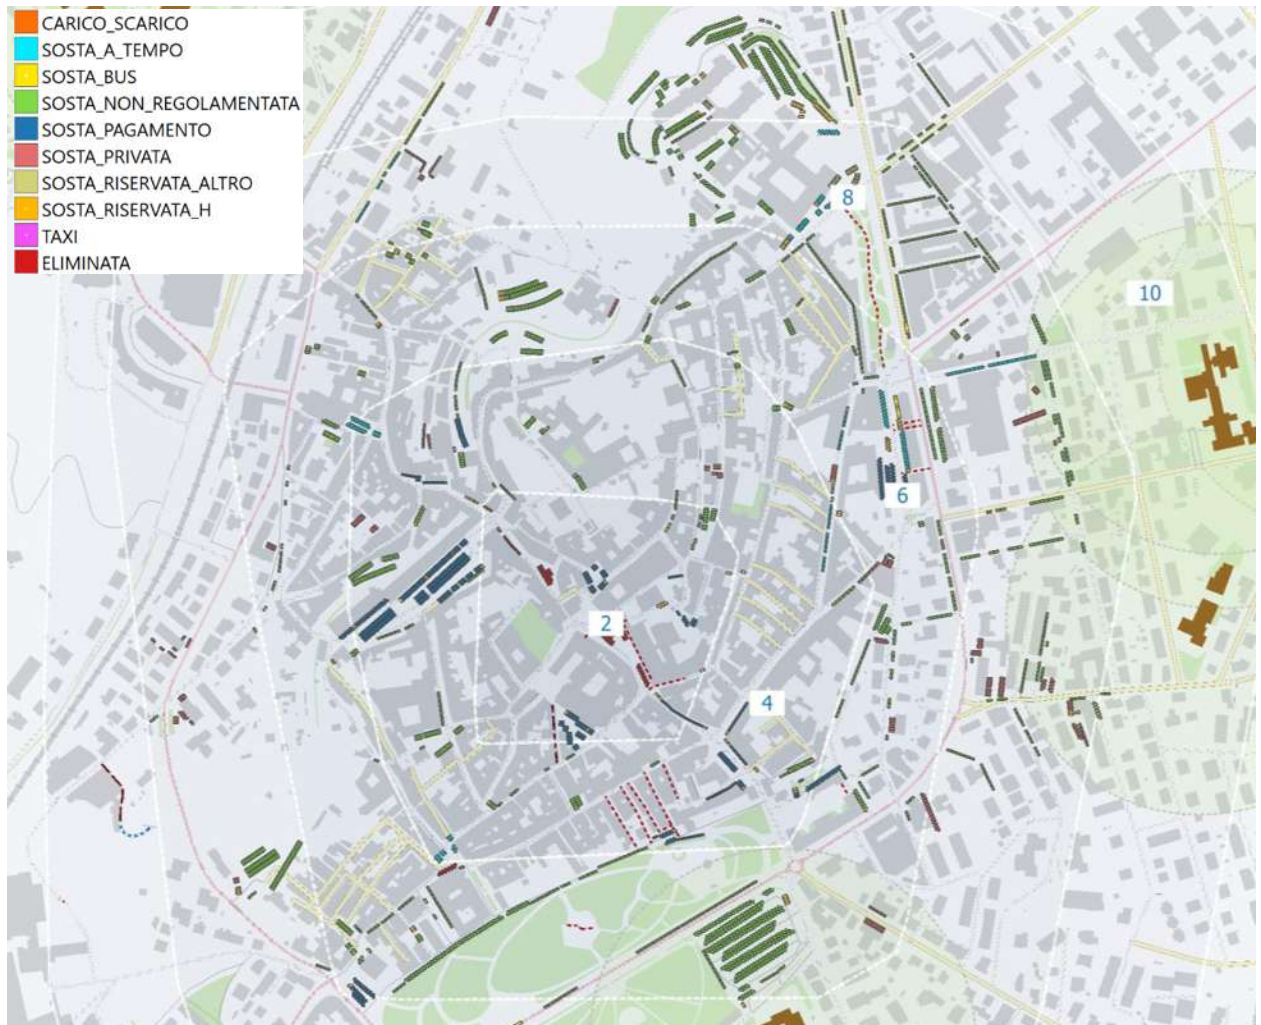 CARICO_SCARICO
SOSTA_A_TEMPO
SOSTA_BUS
SOSTA_NON_REGOLAMENTATA
SOSTA_PAGAMENTO
SOSTA_PRIVATA
SOSTA_RISERVATA_ALTRO
SOSTA_RISERVATA_H
TAXI
ELIMINATA
8
10
6
2
4